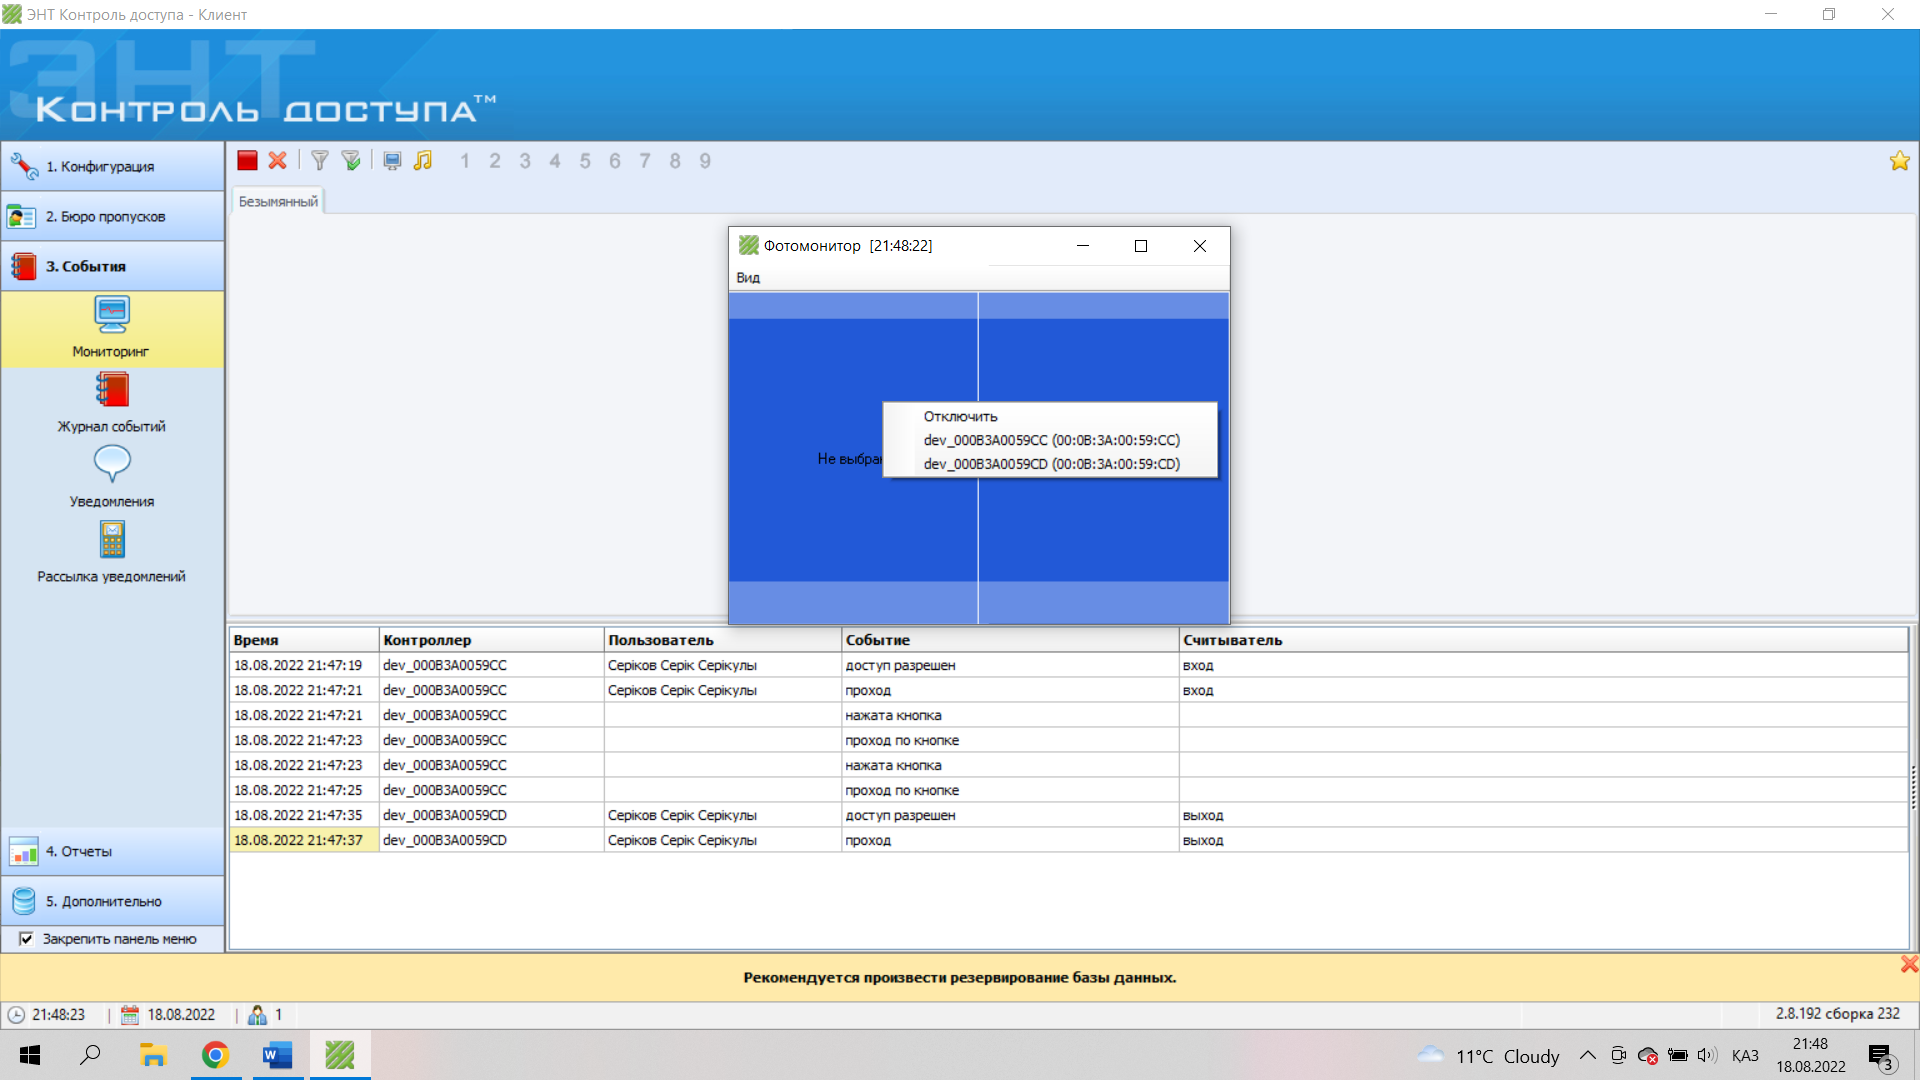 ЭНТ Контроль доступа - Клиент
ЭНТ
Контроль доступа™
1. Конфигурация
2. Бюро пропусков
3. События
Мониторинг
Журнал событий
Уведомления
Рассылка уведомлений
4. Отчеты
5. Дополнительно
Закрепить панель меню
1 2 3 4 5 6 7 8 9
Безымянный
Фотомонитор [21:48:22]
Вид
Не
Отключить
dev_000B3A0059CC (00:0B:3A:00:59:CC)
dev_000B3A0059CD (00:0B:3A:00:59:CD)
Время Контроллер Пользователь Событие Считыватель
18.08.2022 21:47:19 dev_000B3A0059CC Серіков Серік Серікулы доступ разрешен вход
18.08.2022 21:47:21 dev_000B3A0059CC Серіков Серік Серікулы проход вход
18.08.2022 21:47:21 dev_000B3A0059CC нажата кнопка
18.08.2022 21:47:23 dev_000B3A0059CC проход по кнопке
18.08.2022 21:47:23 dev_000B3A0059CC нажата кнопка
18.08.2022 21:47:25 dev_000B3A0059CC проход по кнопке
18.08.2022 21:47:35 dev_000B3A0059CD Серіков Серік Серікулы доступ разрешен выход
18.08.2022 21:47:37 dev_000B3A0059CD Серіков Серік Серікулы проход выход
Рекомендуется произвести резервирование базы данных.
21:48:23 | 18.08.2022 | 1
2.8.192 сборка 232
11°C Cloudy
ҚАЗ
21:48
18.08.2022
3